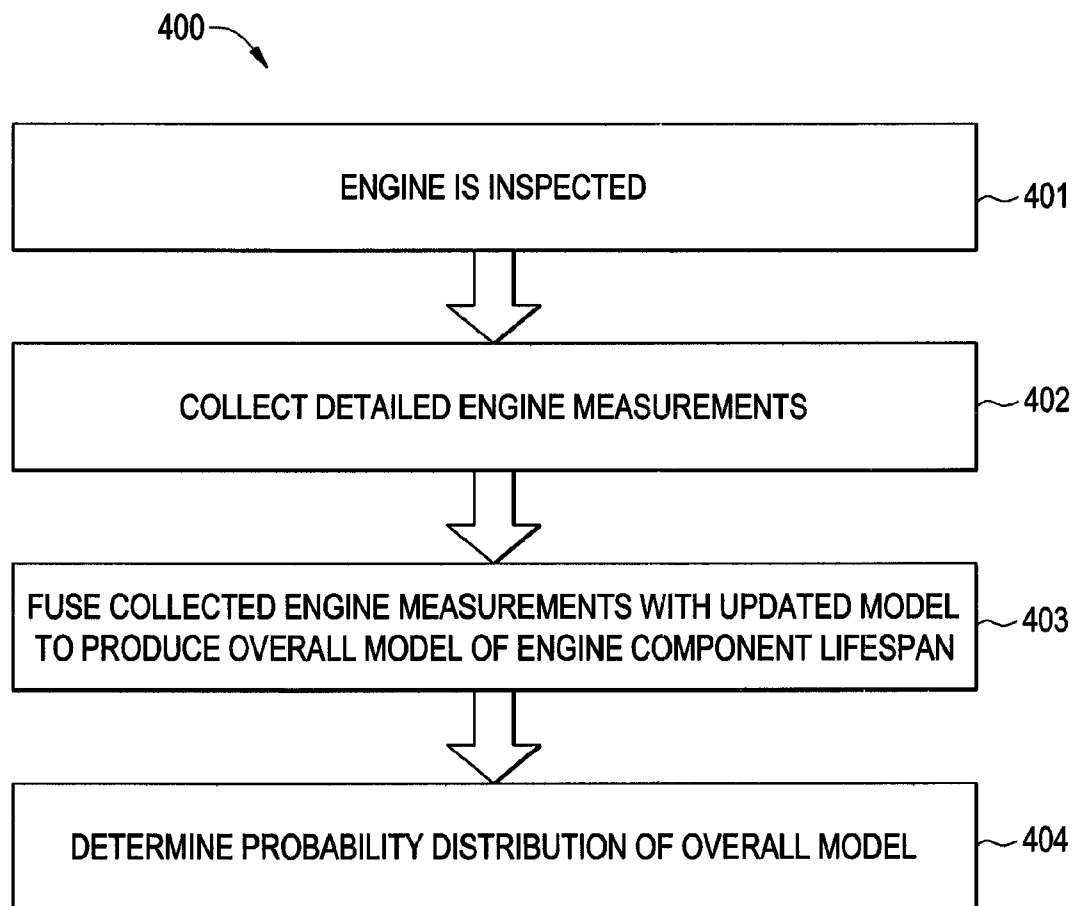 400
ENGINE IS INSPECTED
401
COLLECT DETAILED ENGINE MEASUREMENTS
402
FUSE COLLECTED ENGINE MEASUREMENTS WITH UPDATED MODEL
TO PRODUCE OVERALL MODEL OF ENGINE COMPONENT LIFESPAN
403
DETERMINE PROBABILITY DISTRIBUTION OF OVERALL MODEL
404